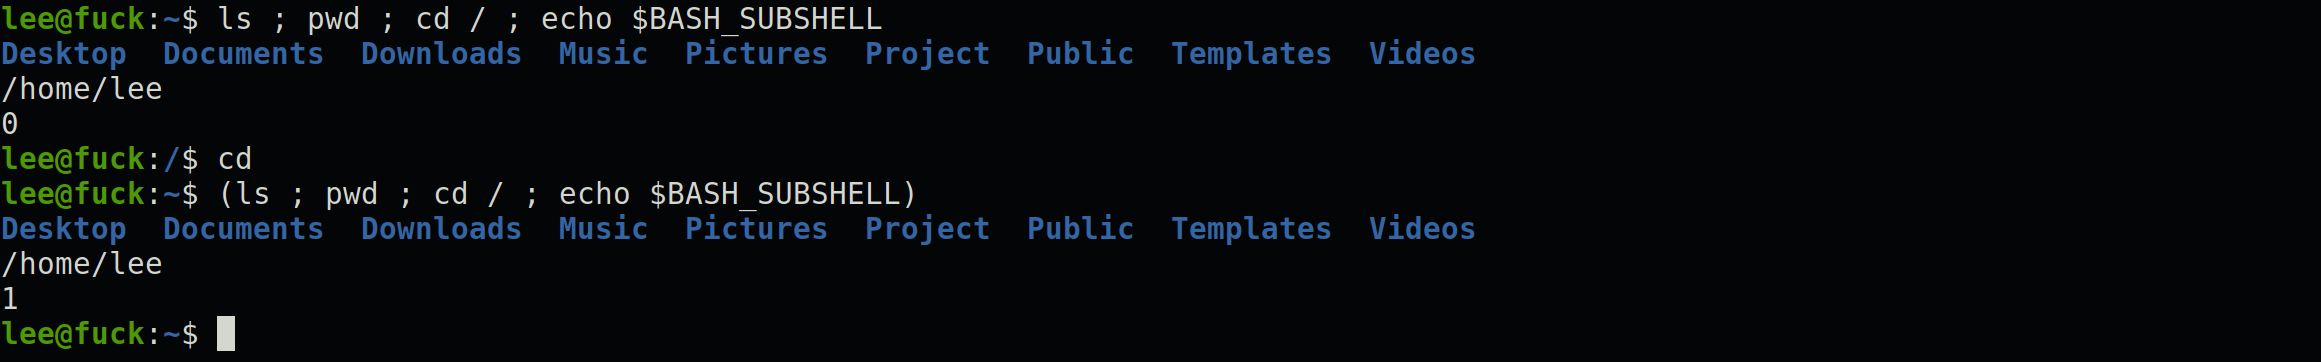 lee@fuck:~$ ls ; pwd ; cd / ; echo $BASH_SUBSHELL
Desktop  Documents  Downloads  Music  Pictures  Project  Public  Templates  Videos
/home/lee
0
lee@fuck:/$ cd
lee@fuck:~$ (ls ; pwd ; cd / ; echo $BASH_SUBSHELL)
Desktop  Documents  Downloads  Music  Pictures  Project  Public  Templates  Videos
/home/lee
1
lee@fuck:~$